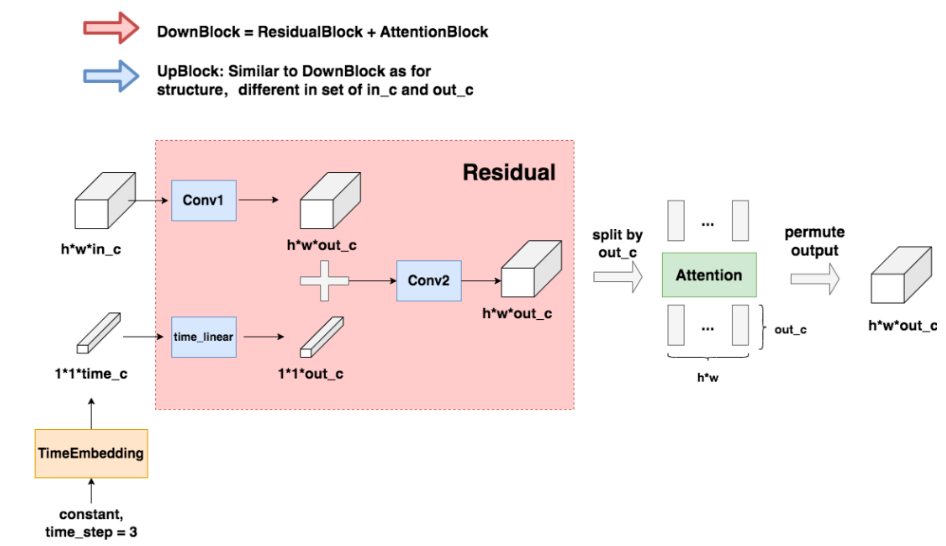 DownBlock = ResidualBlock + AttentionBlock
UpBlock: Similar to DownBlock as for
structure, different in set of in_c and out_c
Residual
Conv1
h*w*in_c
h*w*out_c
Conv2
h*w*out_c
time_linear
1*1*time_c
1*1*out_c
TimeEmbedding
constant,
time_step = 3
split by
out_c
...
Attention
...
out_c
h*w
permute
output
h*w*out_c